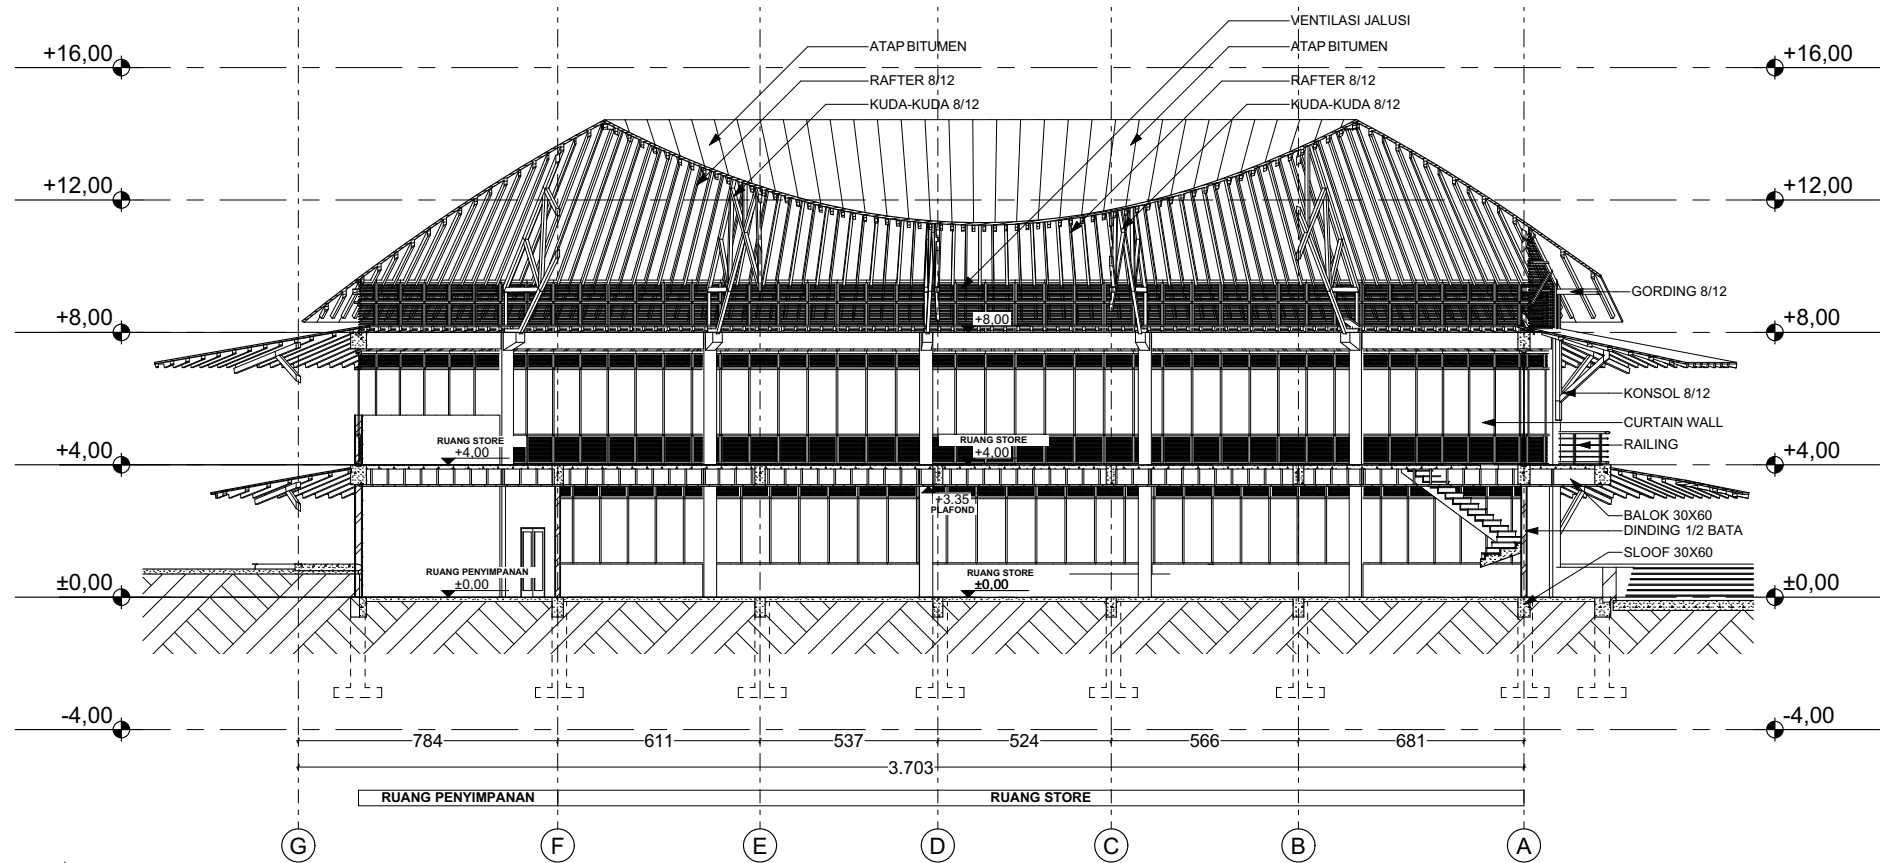 VENTILASI JALUSI
ATAP BITUMEN
ATAP BITUMEN
+16,00
+16,00
RAFTER 8/12
RAFTER 8/12
KUDA-KUDA 8/12
KUDA-KUDA 8/12
+12,00
+12,00
GORDING 8/12
+8,00
+8,00
+8,00
KONSOL 8/12
CURTAIN WALL
RUANG STORE
+4,00
RUANG STORE
+4,00
RAILING
+4,00
+4,00
+3.35
PLAFOND
BALOK 30X60
DINDING 1/2 BATA
SLOOF 30X60
RUANG PENYIMPANAN
±0,00
RUANG STORE
±0,00
±0,00
±0,00
-4,00
-4,00
784
611
537
524
566
681
3.703
RUANG PENYIMPANAN
RUANG STORE
G
F
E
D
C
B
A